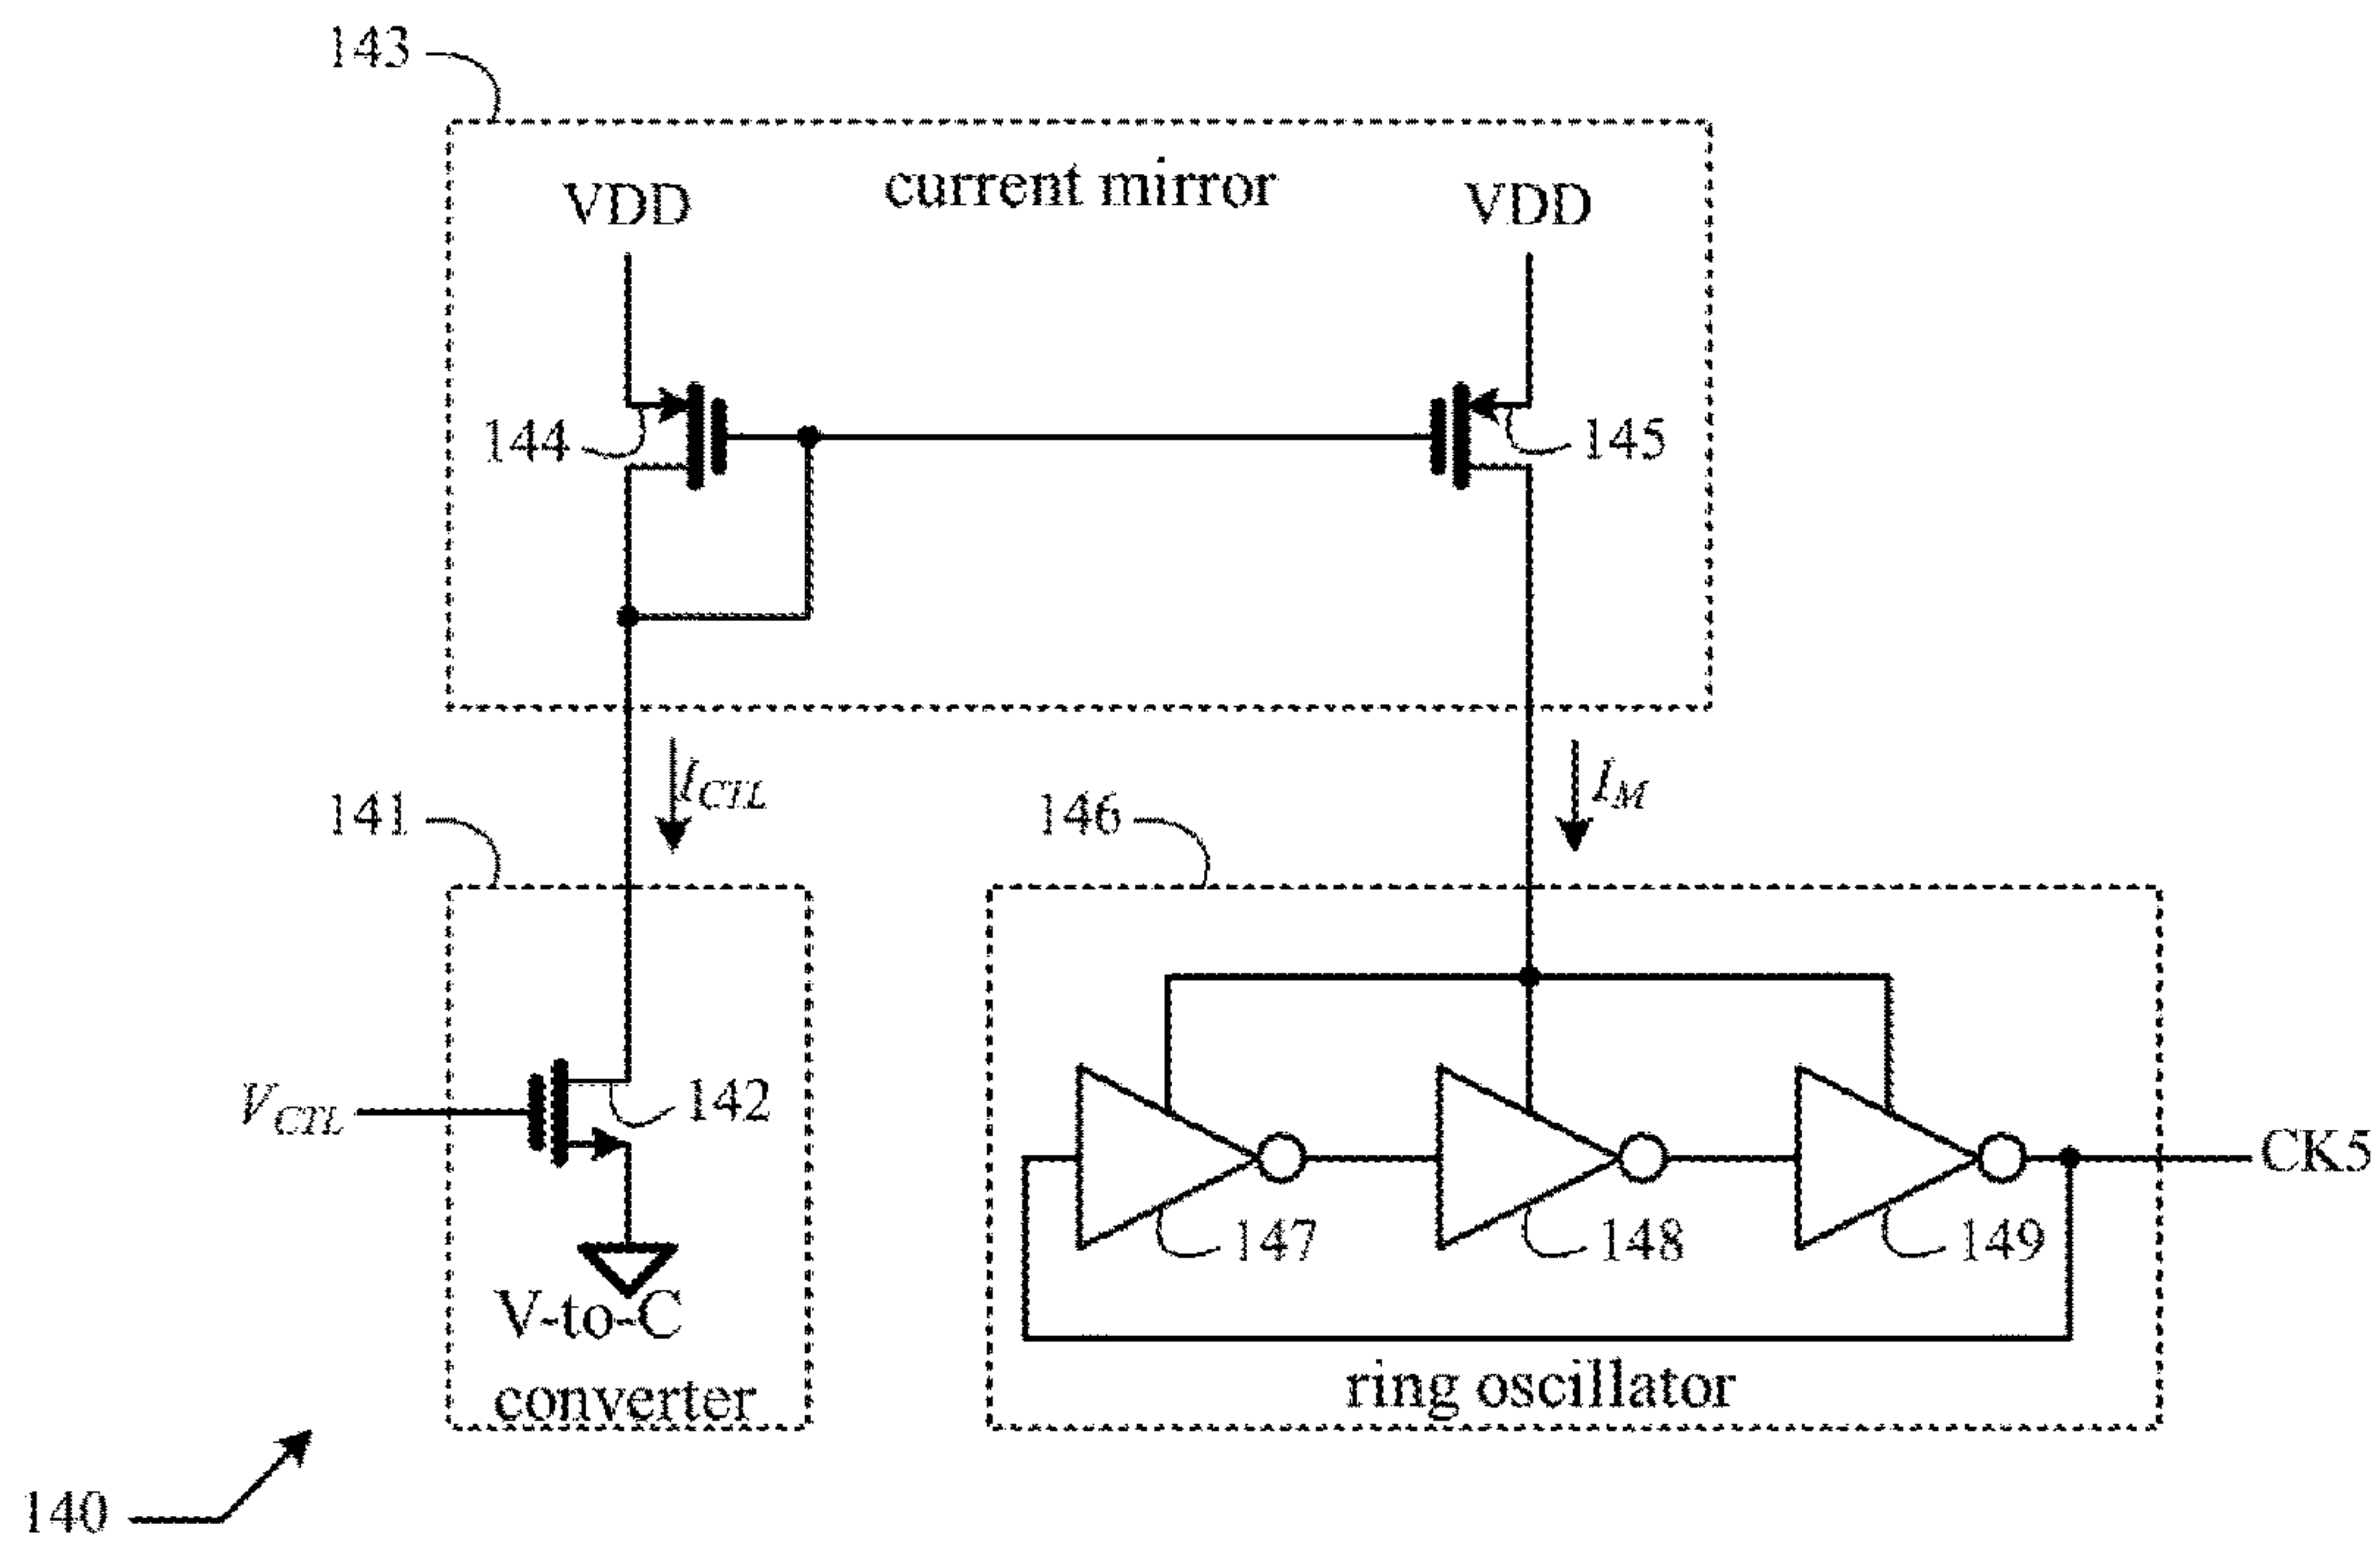 143
current mirror
VDD
VDD
144
145
I_CTL
I_M
141
146
V_CTL
142
CK5
147
148
149
V-to-C
converter
ring oscillator
140